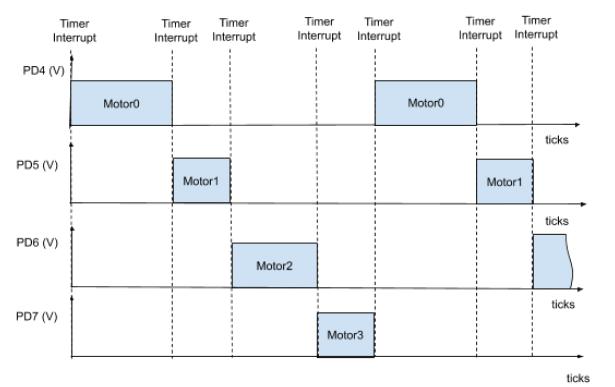 Timer
Interrupt
Timer
Interrupt
Timer
Interrupt
Timer
Interrupt
Timer
Interrupt
Timer
Interrupt
Timer
Interrupt
PD4 (V)
Motor0
Motor0
ticks
PD5 (V)
Motor1
Motor1
ticks
PD6 (V)
Motor2
ticks
PD7 (V)
Motor3
ticks